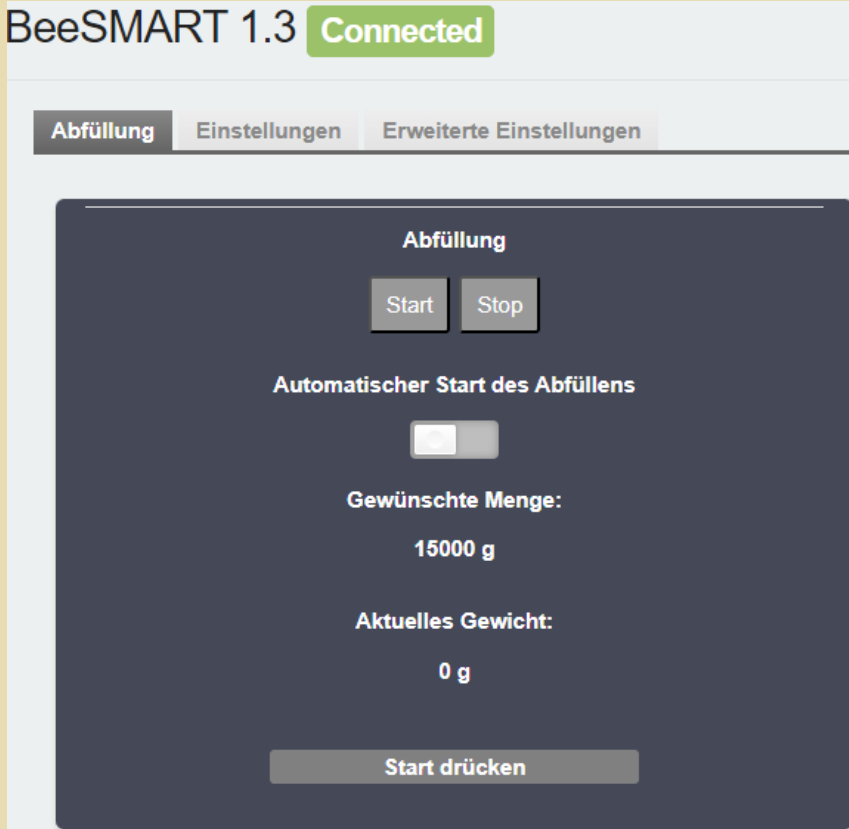 BeeSMART 1.3 Connected
Abfüllung Einstellungen Erweiterte Einstellungen
Abfüllung
Start Stop
Automatischer Start des Abfüllens
Gewünschte Menge:
15000 g
Aktuelles Gewicht:
0 g
Start drücken